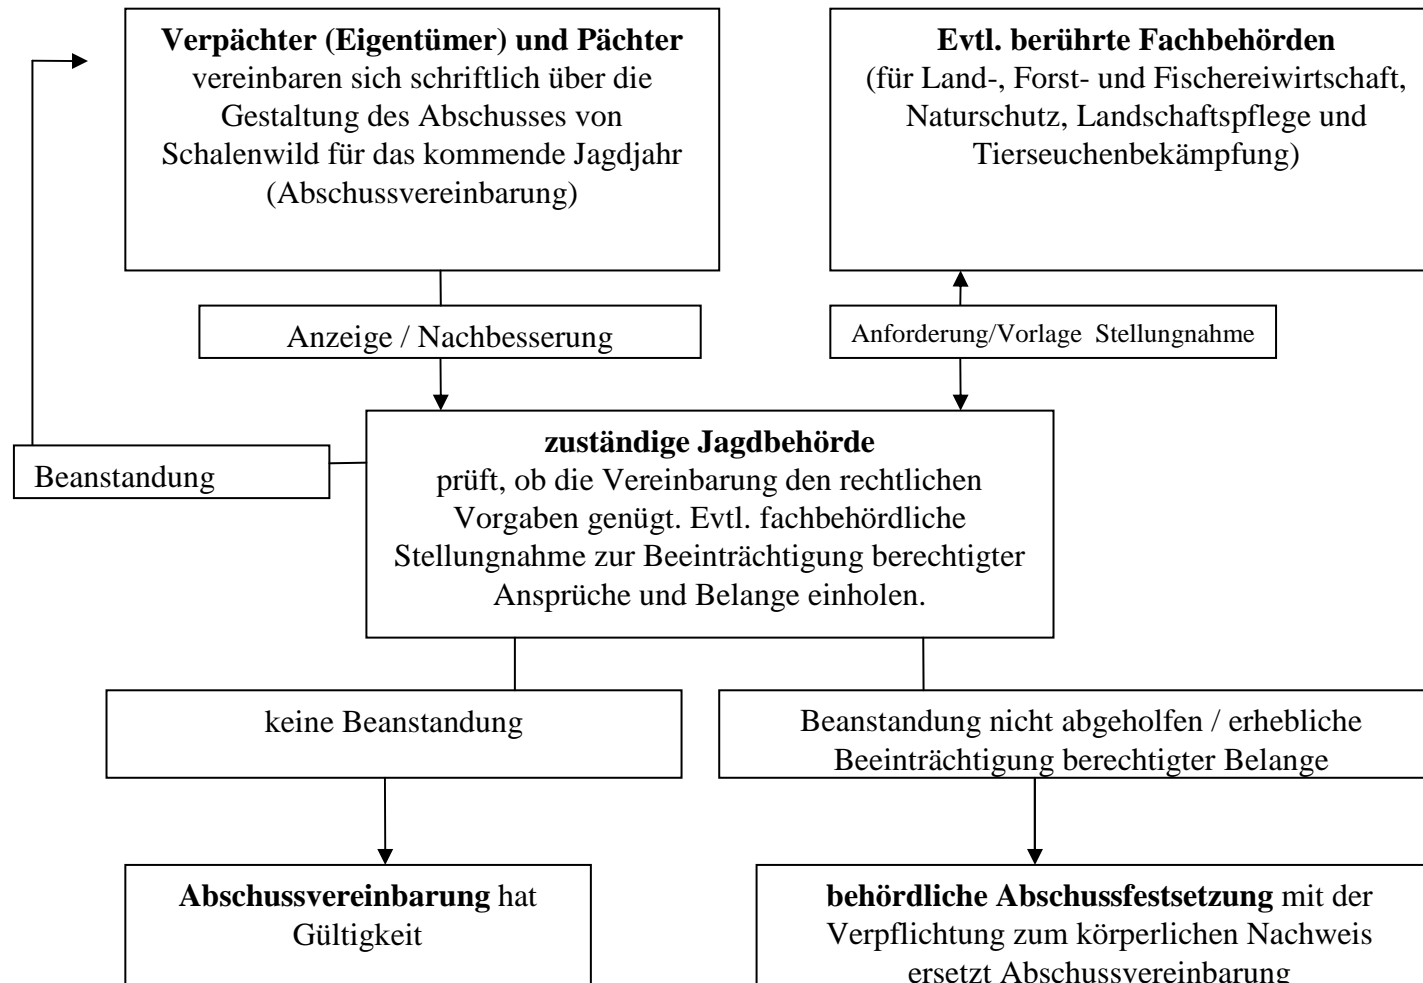 Verpächter (Eigentümer) und Pächter
vereinbaren sich schriftlich über die
Gestaltung des Abschusses von
Schalenwild für das kommende Jagdjahr
(Abschussvereinbarung)
Evtl. berührte Fachbehörden
(für Land-, Forst- und Fischereiwirtschaft,
Naturschutz, Landschaftspflege und
Tierseuchenbekämpfung)
Anzeige / Nachbesserung
Anforderung/Vorlage Stellungnahme
Beanstandung
zuständige Jagdbehörde
prüft, ob die Vereinbarung den rechtlichen
Vorgaben genügt. Evtl. fachbehördliche
Stellungnahme zur Beeinträchtigung berechtigter
Ansprüche und Belange einholen.
keine Beanstandung
Beanstandung nicht abgeholfen / erhebliche
Beeinträchtigung berechtigter Belange
Abschussvereinbarung hat
Gültigkeit
behördliche Abschussfestsetzung mit der
Verpflichtung zum körperlichen Nachweis
ersetzt Abschussvereinbarung